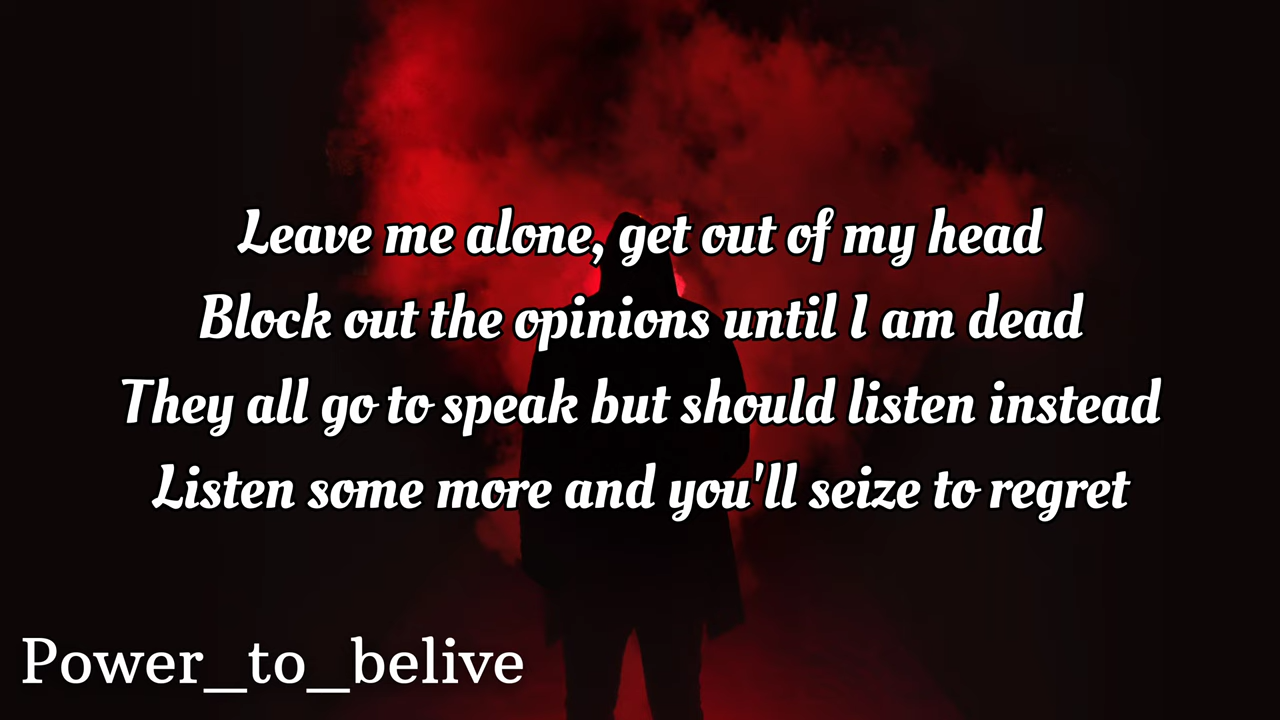 Leave me alone, get out of my head
Block out the opinions until I am dead
They all go to speak but should listen instead
Listen some more and you'll seize to regret
Power_to_belive